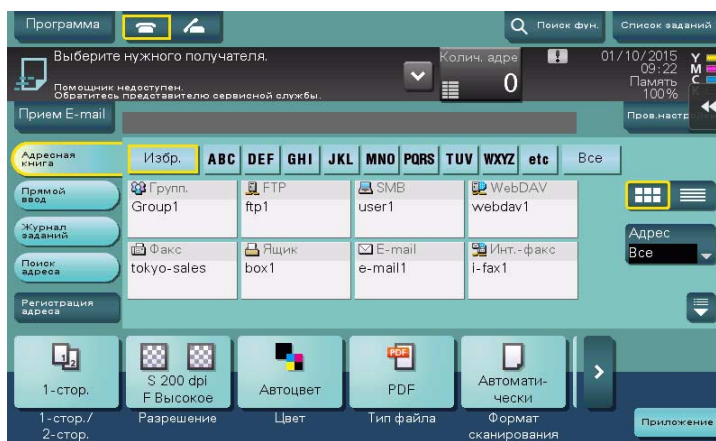 Программа
Поиск фун.
Список заданий
Выберите нужного получателя.
Колич. адре
0
01/10/2015
09:22
Память
100%
Y
M
C
K
Помощник недоступен.
Обратитесь представителю сервисной службы.
Прием E-mail
Пров.настройки
Адресная книга
Избр.
ABC
DEF
GHI
JKL
MNO
PQRS
TUV
WXYZ
etc
Все
Прямой ввод
Журнал заданий
Поиск адреса
Регистрация адреса
Групп.
Group1
FTP
ftp1
SMB
user1
WebDAV
webdav1
Факс
tokyo-sales
Ящик
box1
E-mail
e-mail1
Инт.-факс
i-fax1
Адрес
Все
1-стор.
S 200 dpi
F Высокое
Автоцвет
PDF
PDF
Автомати-
чески
1-стор./
2-стор.
Разрешение
Цвет
Тип файла
Формат
сканирования
Приложение